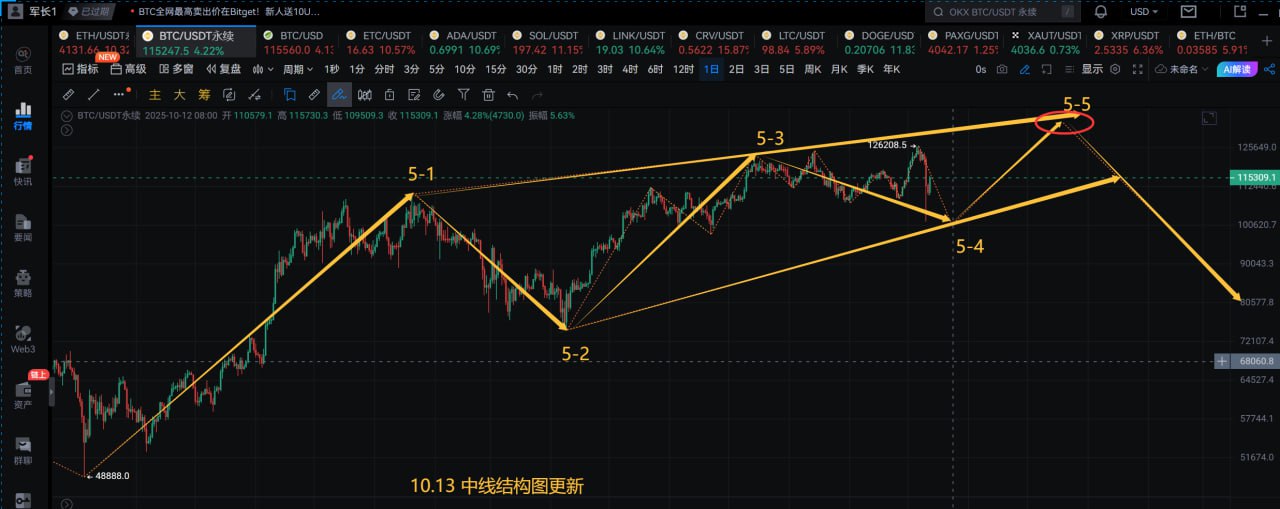 军长1 已过期 • BTC全网最高卖出价在Bitget! 新人送10U... OKX BTC/USDT 永续 / USD
ETH/USDT BTC/USDT永续 BTC/USD ETC/USDT ADA/USDT SOL/USDT LINK/USDT CRV/USDT LTC/USDT DOGE/USD PAXG/USD XAUT/USD1 XRP/USDT ETH/BTC
4131.66 10.32 115247.5 4.22% 115560.0 4.13 16.63 10.57% 0.6991 10.69% 197.42 11.15% 19.03 10.64% 0.5622 15.87% 98.84 5.89% 0.20706 11.83 4042.17 1.25% 4036.6 0.73% 2.5335 6.36% 0.03585 5.91%
首页
NEW
指标 高级 多窗 复盘 周期 1秒 1分 分时 3分 5分 10分 15分 30分 1时 2时 3时 4时 6时 12时 1日 2日 3日 5日 周K 月K 季K 年K 0s 显示 未命名 AI解读
主 大 筹
行情
BTC/USDT永续 2025-10-12 08:00 开 110579.1 高 115730.3 低 109509.3 收 115309.1 涨幅 4.28%(4730.0) 振幅 5.63%
5-5
5-3
126208.5
125649.0
快讯
5-1
115309.1
112440.6
要闻
100620.7
5-4
90043.3
策略
80577.8
Web3
5-2
72107.4
68060.8
链上
64527.4
资产
57744.1
群聊
51674.0
48888.0
10.13 中线结构图更新